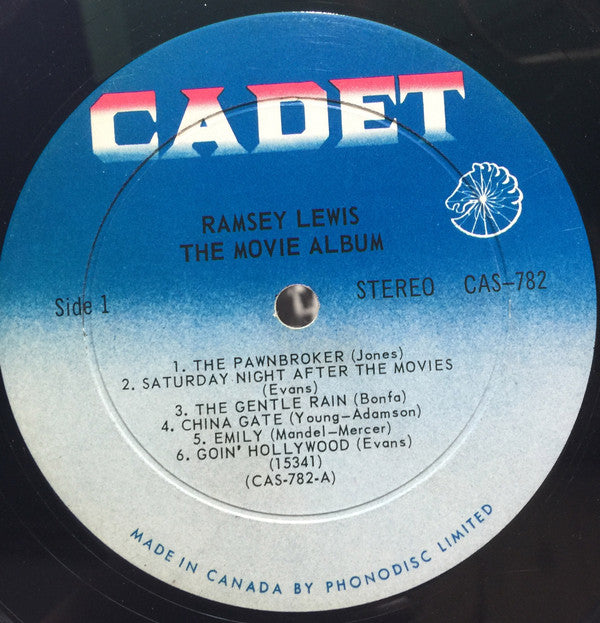 CADET
RAMSEY LEWIS
THE MOVIE ALBUM
Side 1
STEREO CAS-782
1. THE PAWNBROKER (Jones)
2. SATURDAY NIGHT AFTER THE MOVIES
(Evans)
3. THE GENTLE RAIN (Bonfa)
4. CHINA GATE (Young-Adamson)
5. EMILY (Mandel-Mercer)
6. GOIN' HOLLYWOOD (Evans)
(15341)
(CAS-782-A)
MADE IN CANADA BY PHONODISC LIMITED